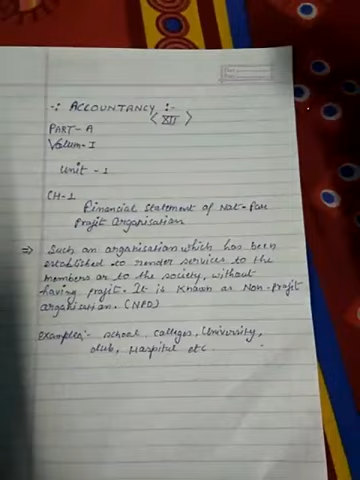 -: ACCOUNTANCY :-
< XII >
PART-A
Volum-I
Unit-1
CH-1
Financial Statement of Not-For
Profit Organisation
⇒ Such an organisation which has been
established to render services to the
members or to the society, without
having profit. It is known as Non-profit
organisation. (NPO)
Example:- school, colleges, University,
club, Hospital etc.